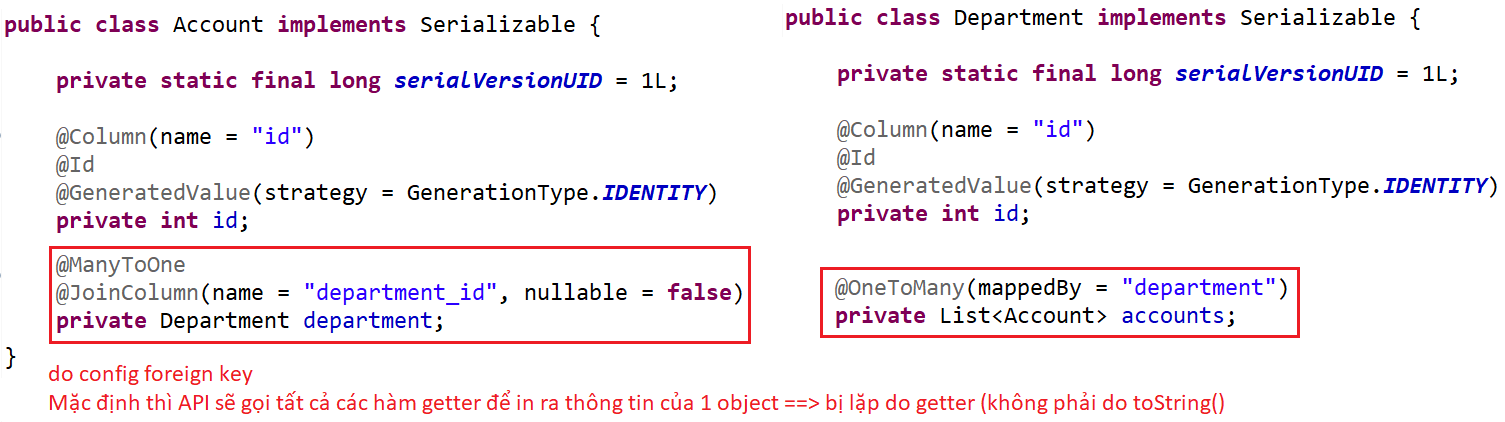 public class Account implements Serializable {
private static final long serialVersionUID = 1L;
@Column(name = "id")
@Id
@GeneratedValue(strategy = GenerationType.IDENTITY)
private int id;
@ManyToOne
@JoinColumn(name = "department_id", nullable = false)
private Department department;
}
public class Department implements Serializable {
private static final long serialVersionUID = 1L;
@Column(name = "id")
@Id
@GeneratedValue(strategy = GenerationType.IDENTITY)
private int id;
@OneToMany(mappedBy = "department")
private List<Account> accounts;
do config foreign key
Mặc định thì API sẽ gọi tất cả các hàm getter để in ra thông tin của 1 object ==> bị lặp do getter (không phải do toString()